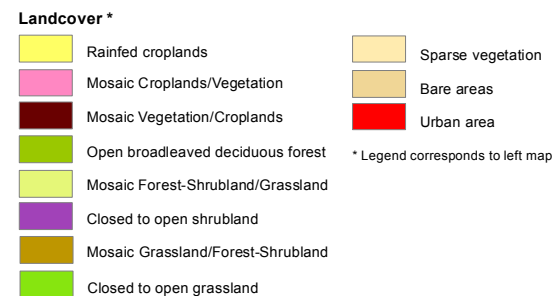 Landcover *
Rainfed croplands
Mosaic Croplands/Vegetation
Mosaic Vegetation/Croplands
Open broadleaved deciduous forest
Mosaic Forest-Shrubland/Grassland
Closed to open shrubland
Mosaic Grassland/Forest-Shrubland
Closed to open grassland
Sparse vegetation
Bare areas
Urban area
* Legend corresponds to left map